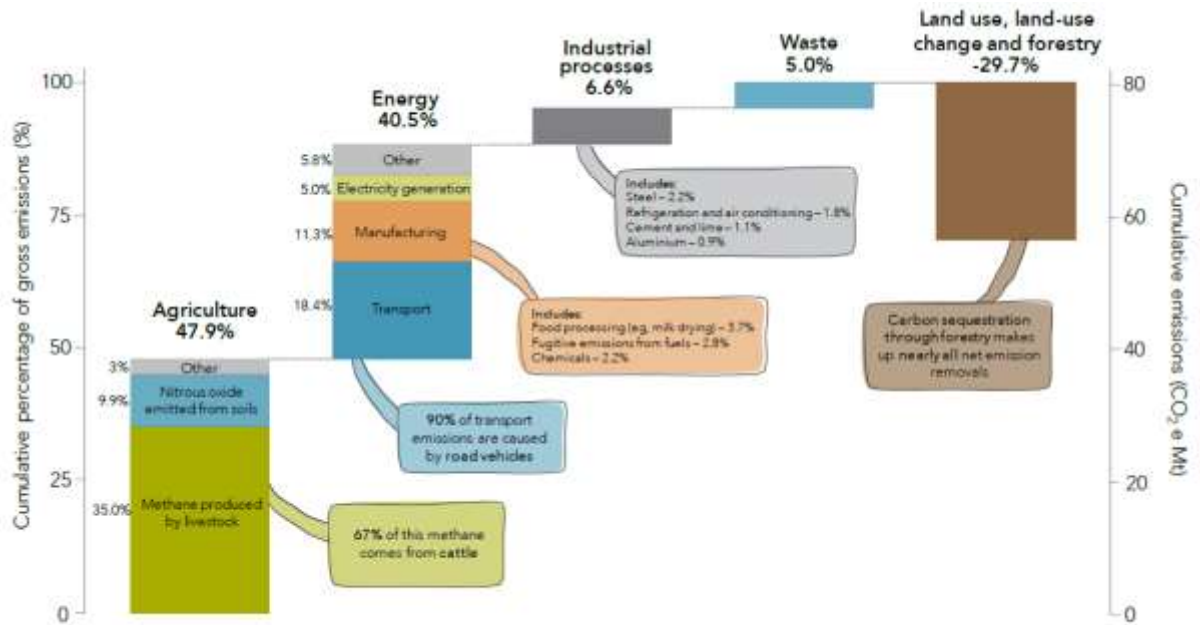 Land use, land-use
change and forestry
-29.7%
Waste
5.0%
Industrial
processes
6.6%
Energy
40.5%
Agriculture
47.9%
Cumulative percentage of gross emissions (%)
100
75
50
25
0
Cumulative emissions (CO₂ e Mt)
80
60
40
20
0
5.8% Other
5.0% Electricity generation
11.3% Manufacturing
18.4% Transport
3% Other
9.9% Nitrous oxide
emitted from soils
35.0% Methane produced
by livestock
Includes:
Steel – 2.2%
Refrigeration and air conditioning – 1.8%
Cement and lime – 1.1%
Aluminium – 0.9%
Includes:
Food processing (eg, milk drying) – 3.7%
Fugitive emissions from fuels – 2.8%
Chemicals – 2.2%
Carbon sequestration
through forestry makes
up nearly all net emission
removals
90% of transport
emissions are caused
by road vehicles
67% of this methane
comes from cattle